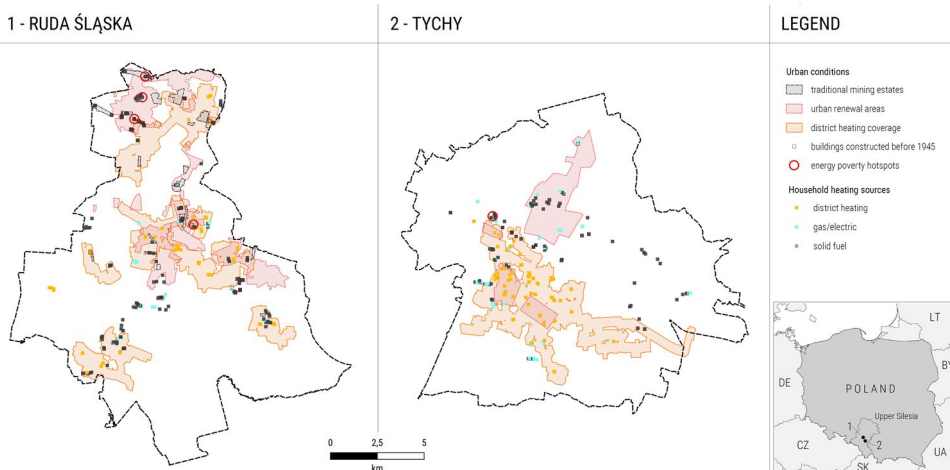 1 - RUDA ŚLĄSKA
2 - TYCHY
LEGEND
Urban conditions
traditional mining estates
urban renewal areas
district heating coverage
buildings constructed before 1945
energy poverty hotspots
Household heating sources
district heating
gas/electric
solid fuel
0 2,5 5
km
LT
DE
POLAND
Upper Silesia
1
2
CZ
SK
UA